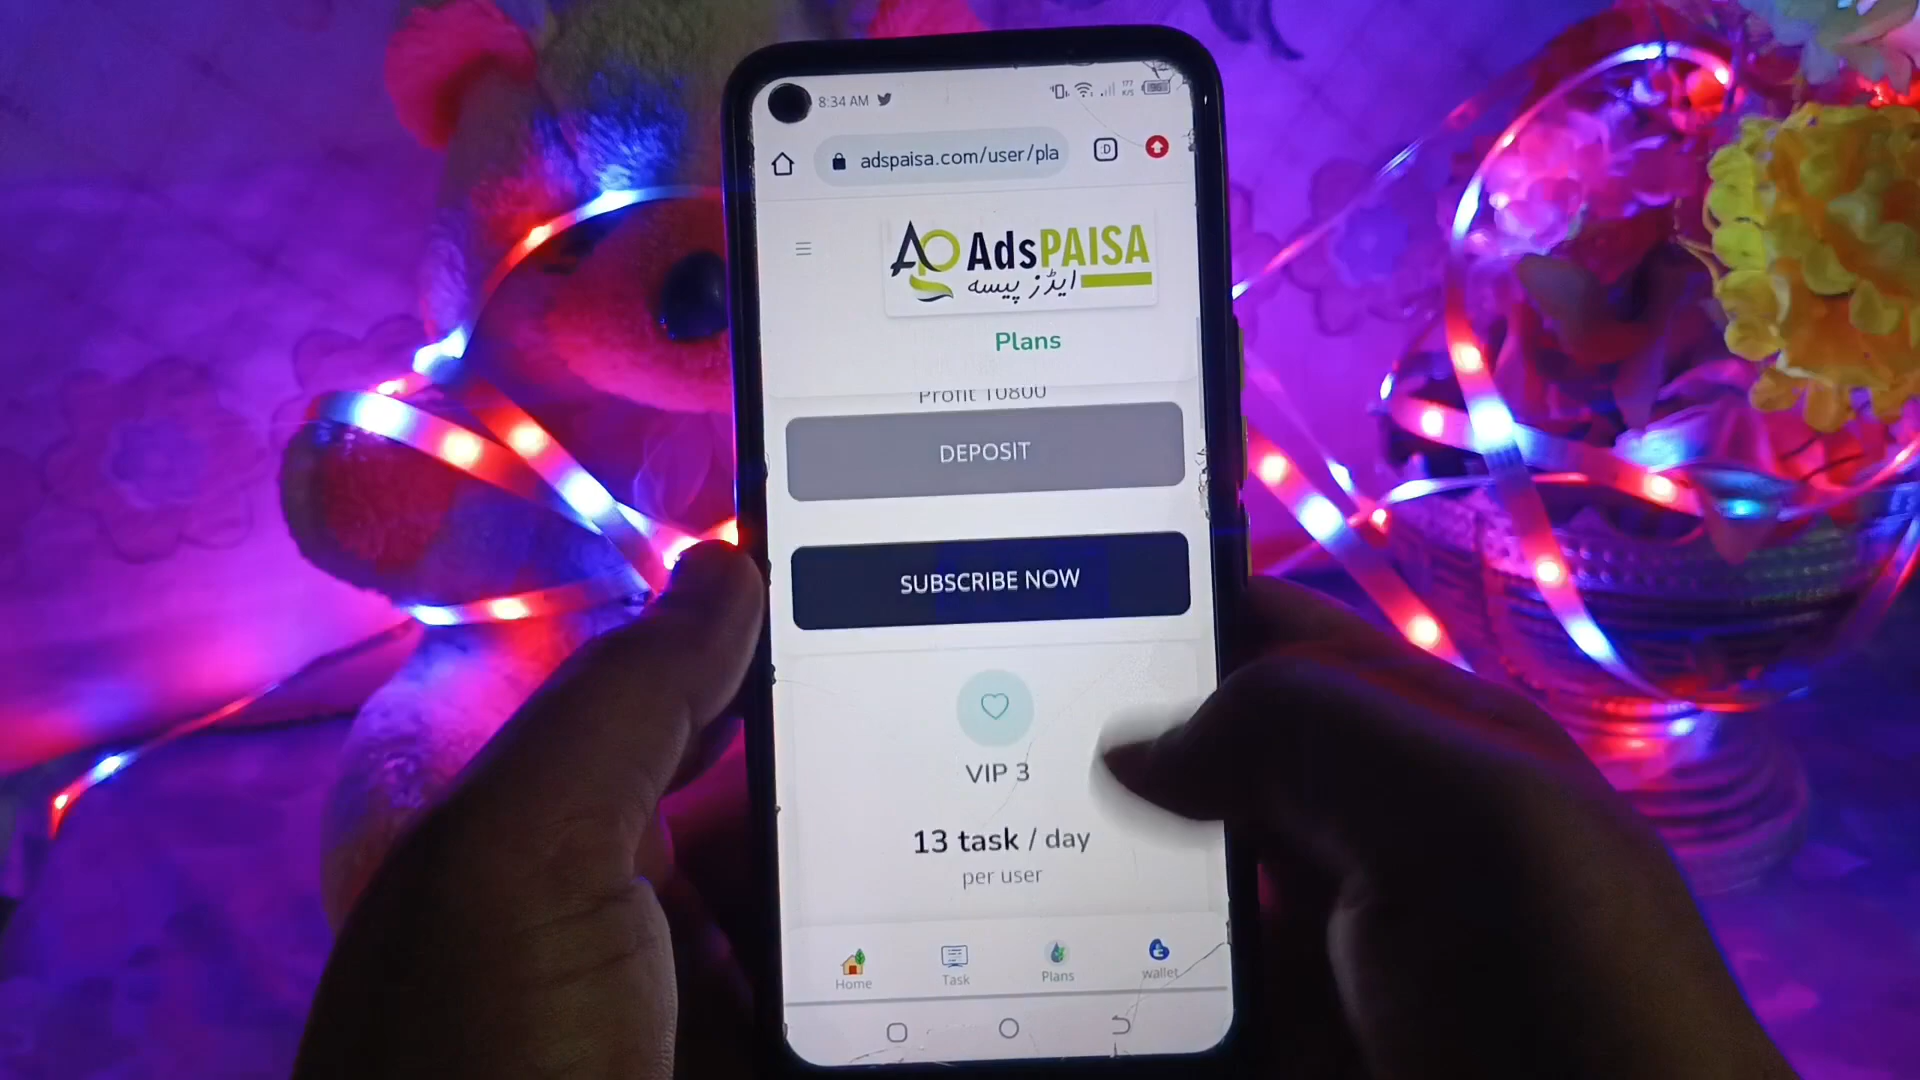 8:34 AM
adspaisa.com/user/pla
:D
AdsPAISA
ایڈز پیسہ
Plans
Profit 10800
DEPOSIT
SUBSCRIBE NOW
VIP 3
13 task / day
per user
Home
Task
Plans
wallet